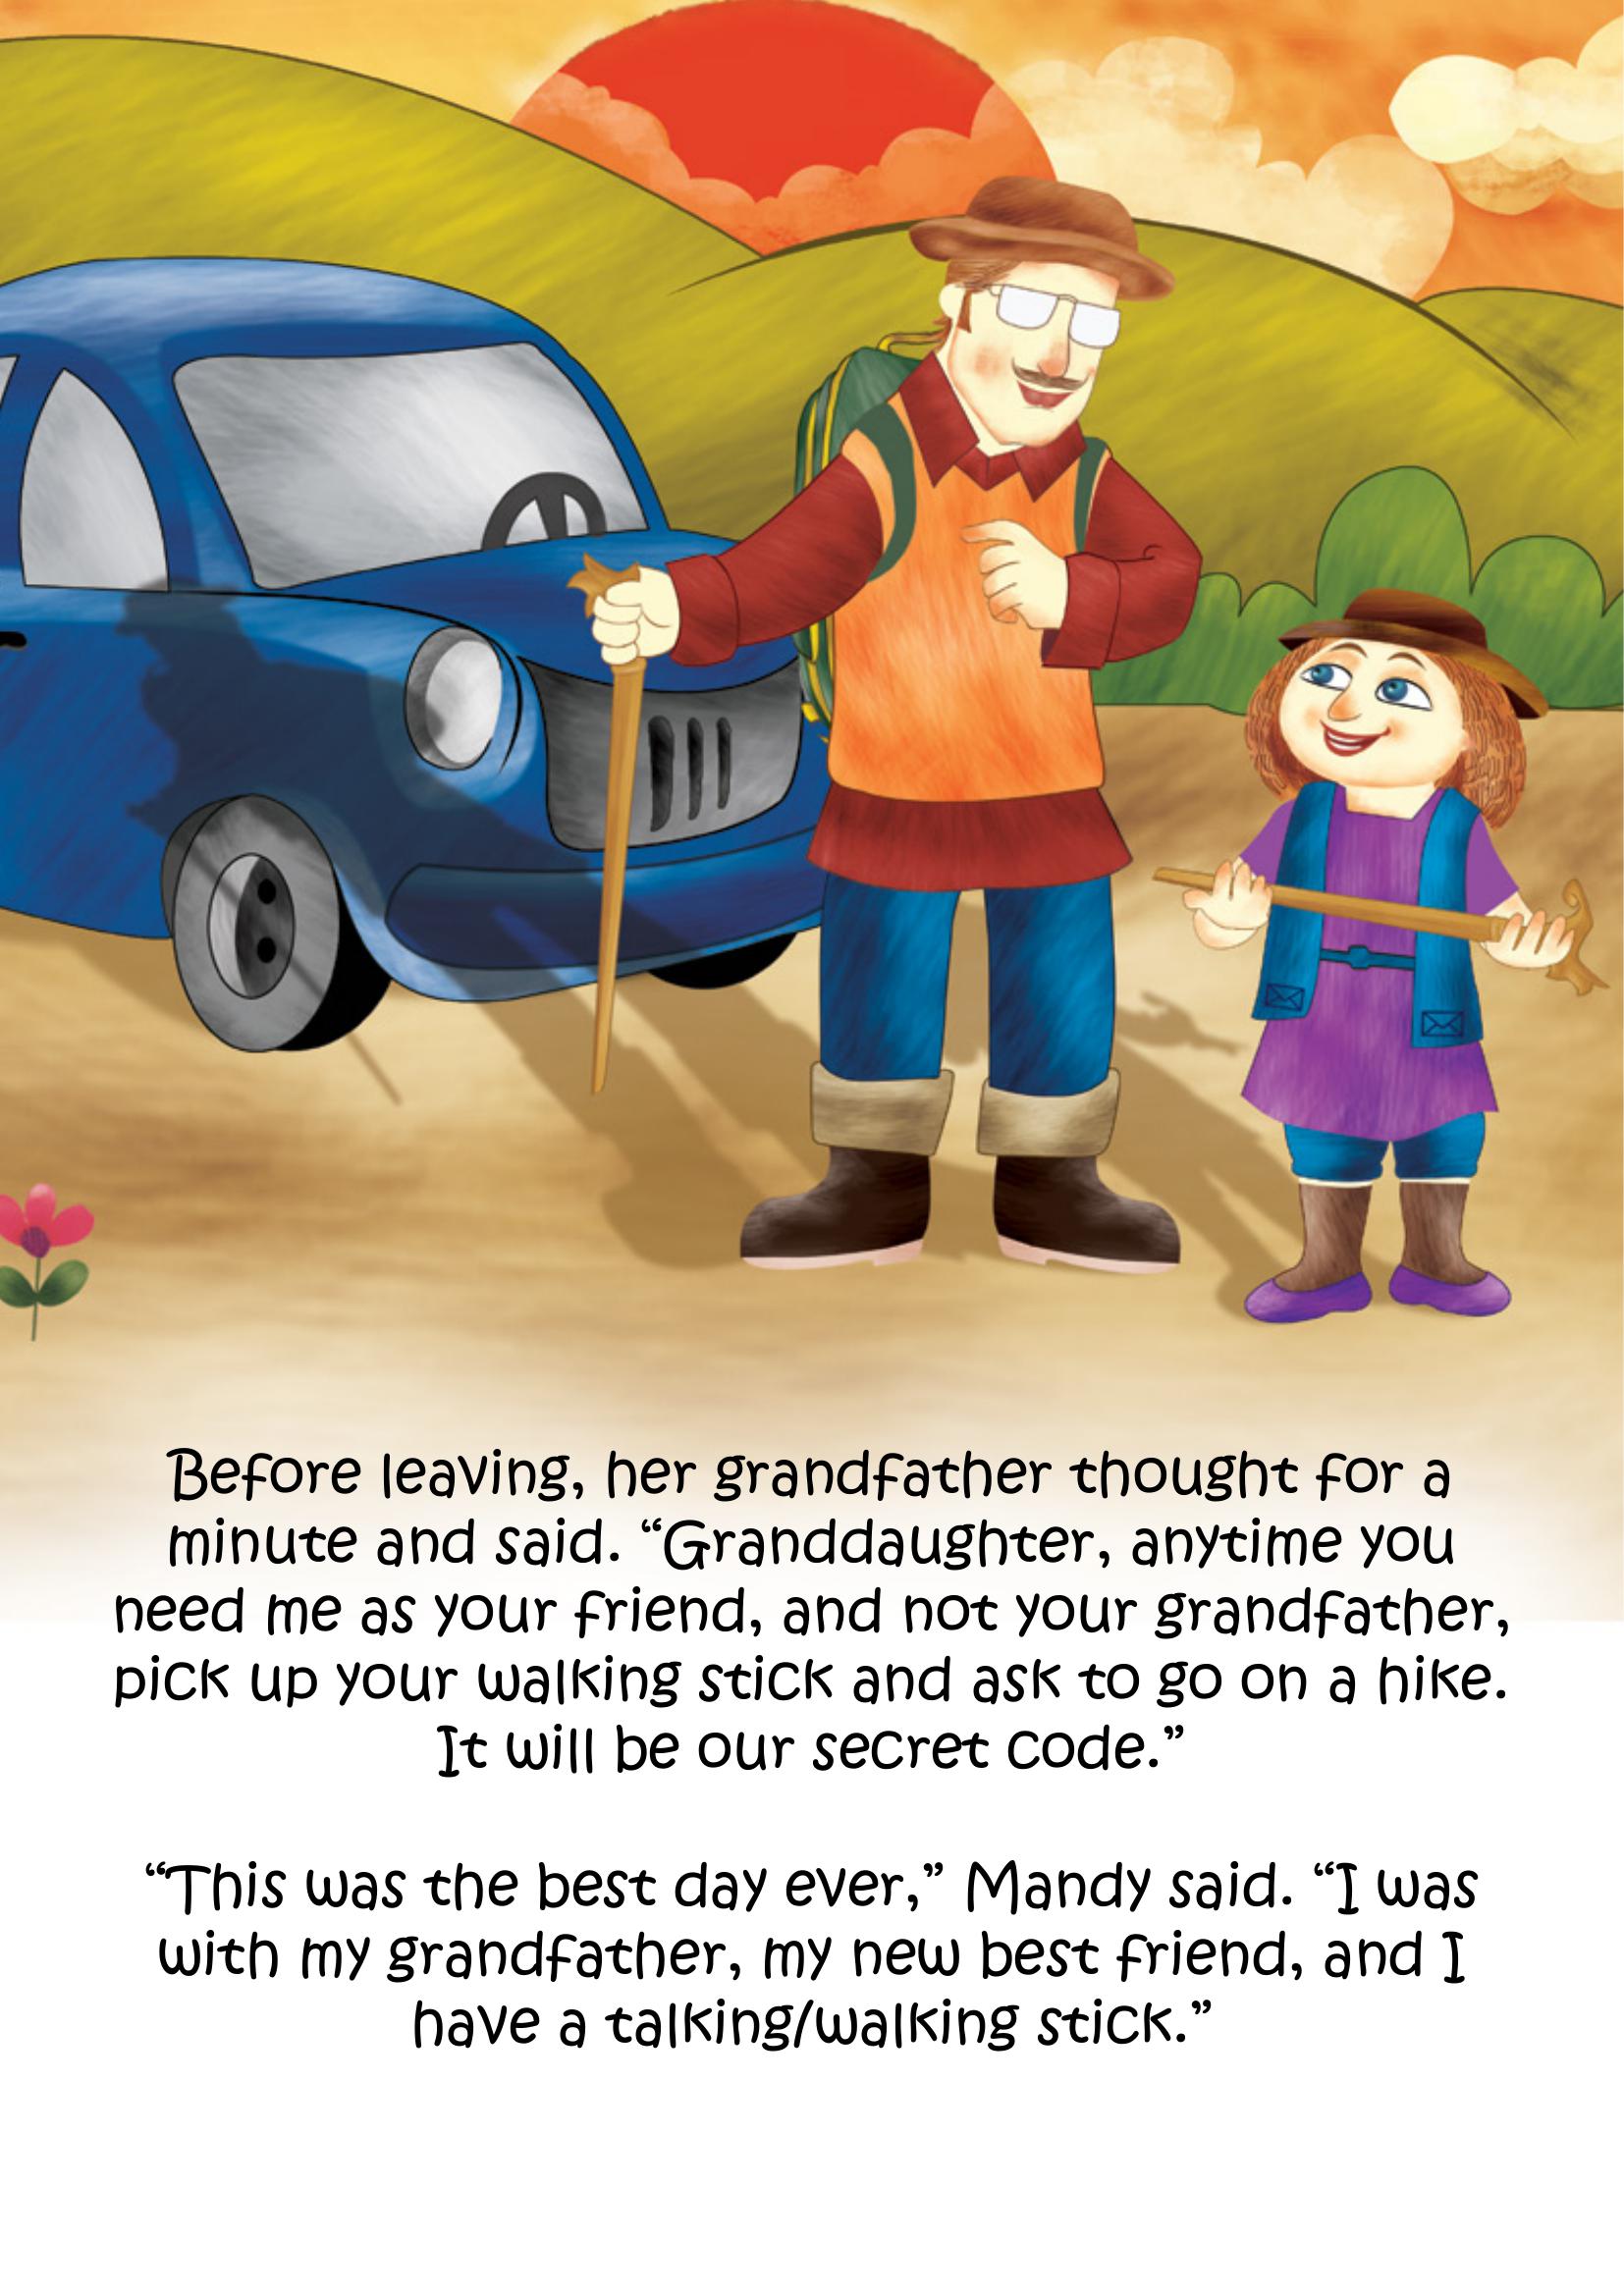 Before leaving, her grandfather thought for a
minute and said. “Granddaughter, anytime you
need me as your friend, and not your grandfather,
pick up your walking stick and ask to go on a hike.
It will be our secret code.”
“This was the best day ever,” Mandy said. “I was
with my grandfather, my new best friend, and I
have a talking/walking stick.”